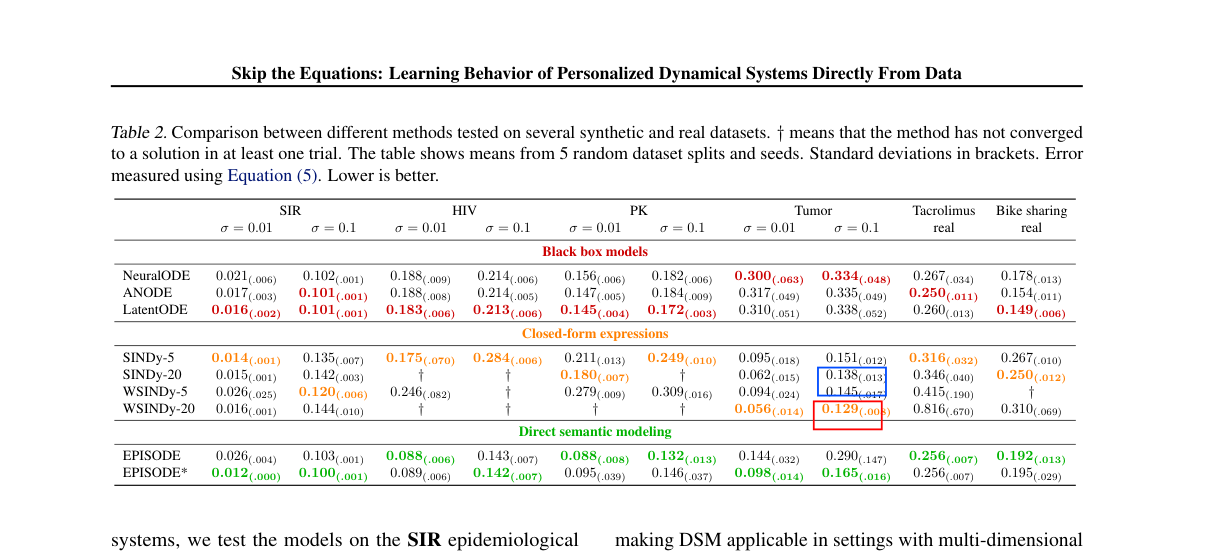 Skip the Equations: Learning Behavior of Personalized Dynamical Systems Directly From Data
Table 2. Comparison between different methods tested on several synthetic and real datasets. † means that the method has not converged
to a solution in at least one trial. The table shows means from 5 random dataset splits and seeds. Standard deviations in brackets. Error
measured using Equation (5). Lower is better.
SIR HIV PK Tumor Tacrolimus Bike sharing
σ = 0.01 σ = 0.1 σ = 0.01 σ = 0.1 σ = 0.01 σ = 0.1 σ = 0.01 σ = 0.1 real real
Black box models
NeuralODE 0.021(.006) 0.102(.001) 0.188(.009) 0.214(.006) 0.156(.006) 0.182(.006) 0.300(.063) 0.334(.048) 0.267(.034) 0.178(.013)
ANODE 0.017(.003) 0.101(.001) 0.188(.008) 0.214(.005) 0.147(.005) 0.184(.009) 0.317(.049) 0.335(.049) 0.250(.011) 0.154(.011)
LatentODE 0.016(.002) 0.101(.001) 0.183(.006) 0.213(.006) 0.145(.004) 0.172(.003) 0.310(.051) 0.338(.052) 0.260(.013) 0.149(.006)
Closed-form expressions
SINDy-5 0.014(.001) 0.135(.007) 0.175(.070) 0.284(.006) 0.211(.013) 0.249(.010) 0.095(.018) 0.151(.012) 0.316(.032) 0.267(.010)
SINDy-20 0.015(.001) 0.142(.003) † † 0.180(.007) † 0.062(.015) 0.138(.013) 0.346(.040) 0.250(.012)
WSINDy-5 0.026(.025) 0.120(.006) 0.246(.082) † 0.279(.009) 0.309(.016) 0.094(.024) 0.145(.017) 0.415(.190) †
WSINDy-20 0.016(.001) 0.144(.010) † † † † 0.056(.014) 0.129(.008) 0.816(.670) 0.310(.069)
Direct semantic modeling
EPISODE 0.026(.004) 0.103(.001) 0.088(.006) 0.143(.007) 0.088(.008) 0.132(.013) 0.144(.032) 0.290(.147) 0.256(.007) 0.192(.013)
EPISODE* 0.012(.000) 0.100(.001) 0.089(.006) 0.142(.007) 0.095(.039) 0.146(.037) 0.098(.014) 0.165(.016) 0.256(.007) 0.195(.029)
systems, we test the models on the SIR epidemiological
making DSM applicable in settings with multi-dimensional